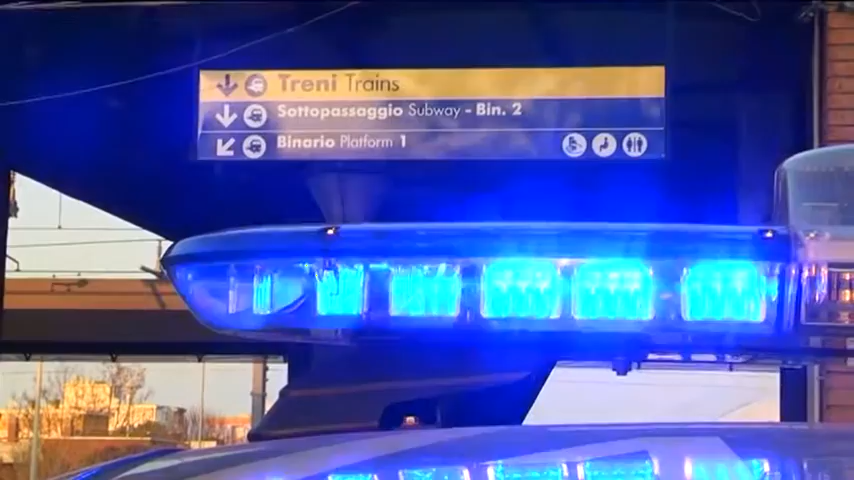 Treni Trains
Sottopassaggio Subway - Bin. 2
Binario Platform 1